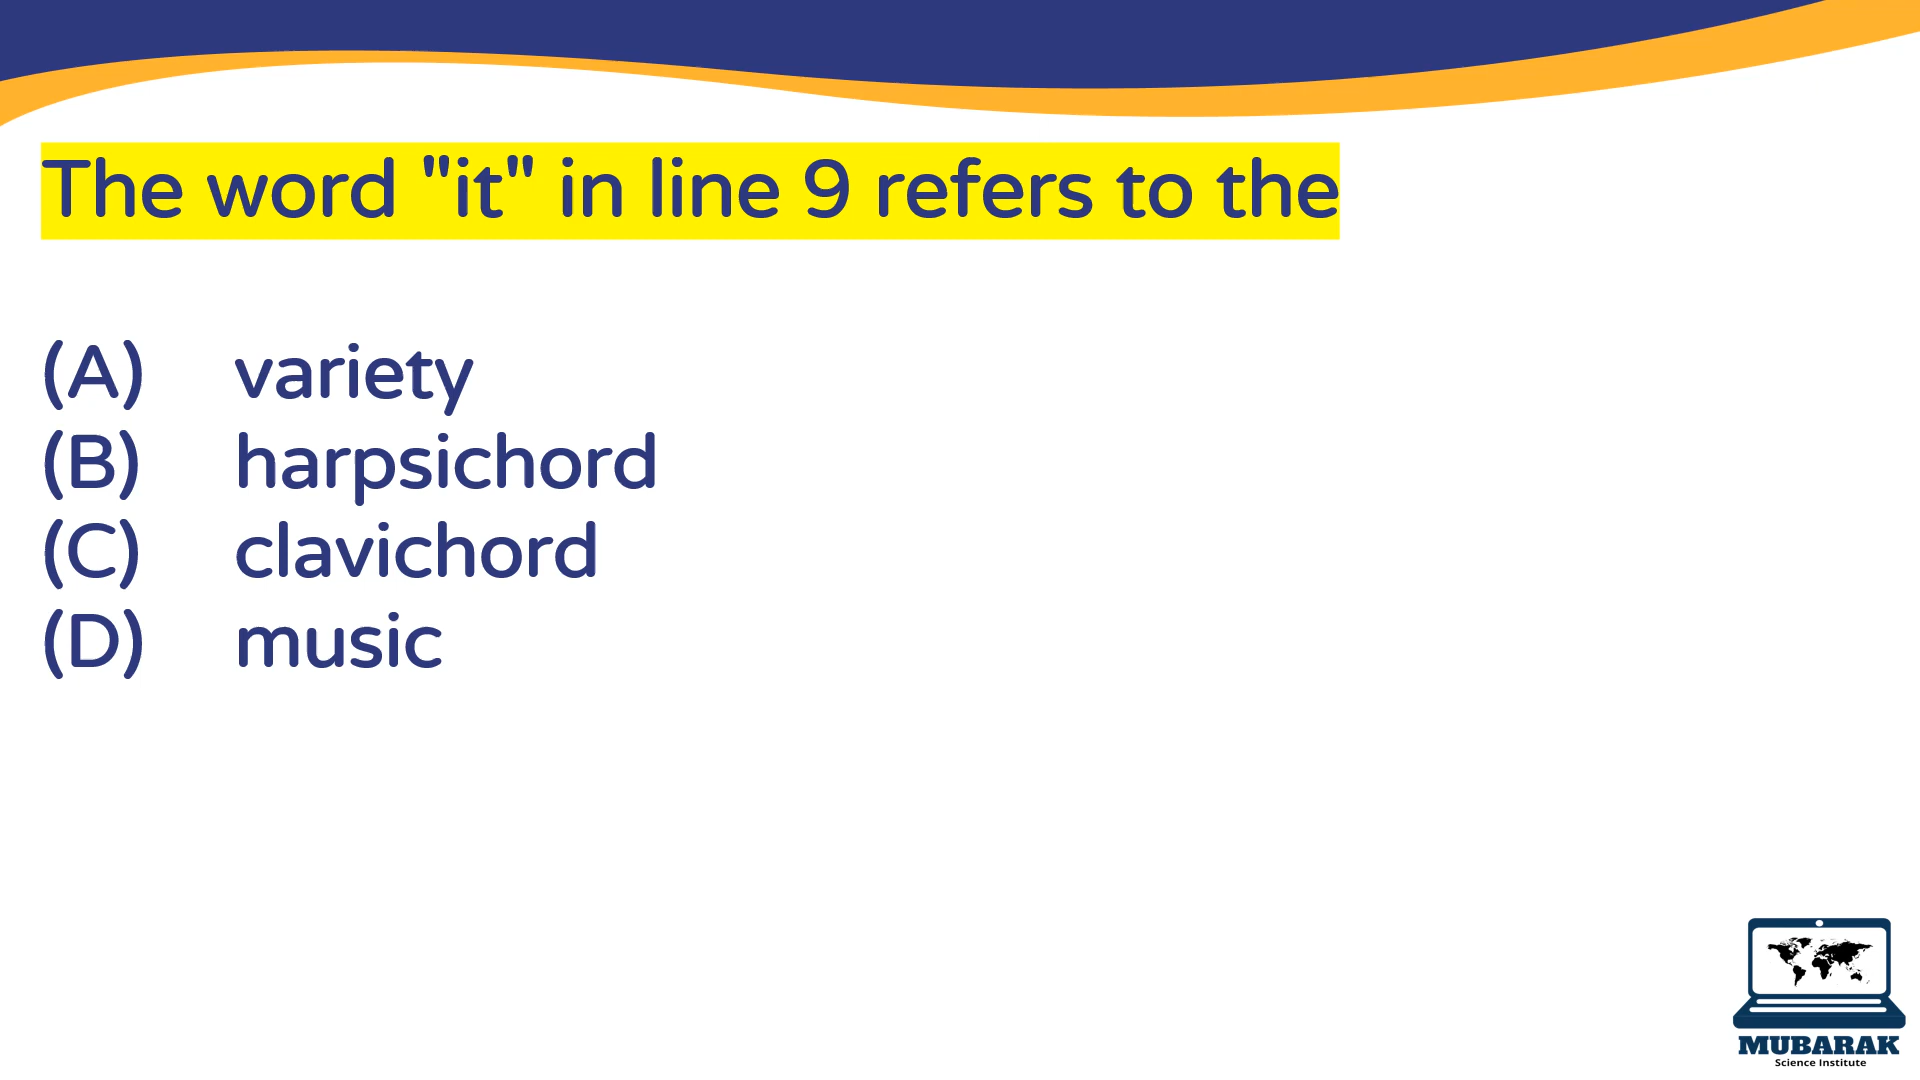 The word "it" in line 9 refers to the
(A) variety
(B) harpsichord
(C) clavichord
(D) music
MUBARAK
Science Institute